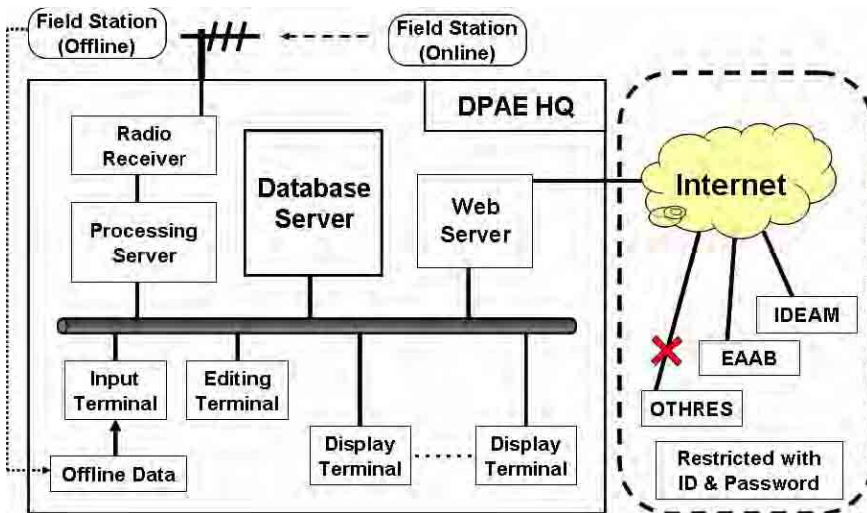 Field Station
(Offline)
Field Station
(Online)
DPAE HQ
Radio
Receiver
Database
Server
Processing
Server
Web
Server
Internet
IDEAM
EAAB
OTHRES
Input
Terminal
Editing
Terminal
Display
Terminal
Display
Terminal
Offline Data
Restricted with
ID & Password